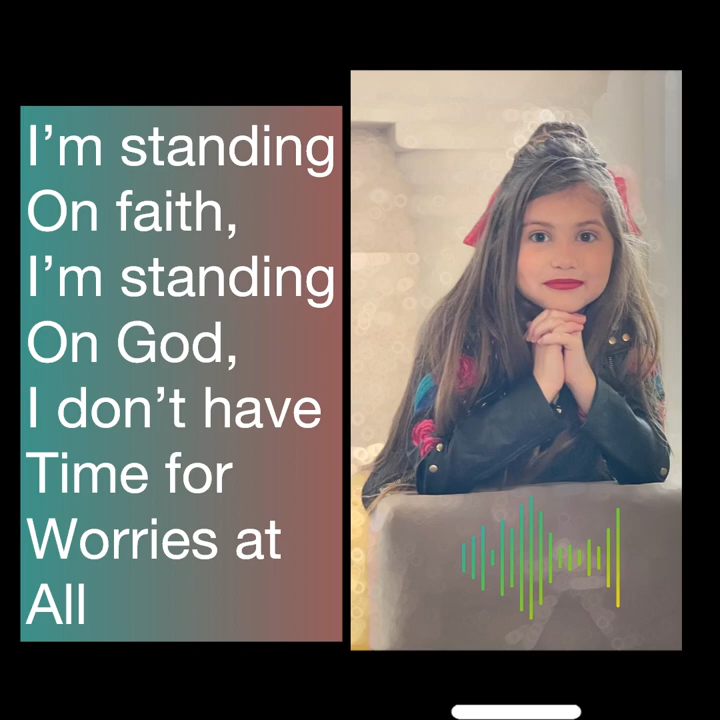 I’m standing
On faith,
I’m standing
On God,
I don’t have
Time for
Worries at
All